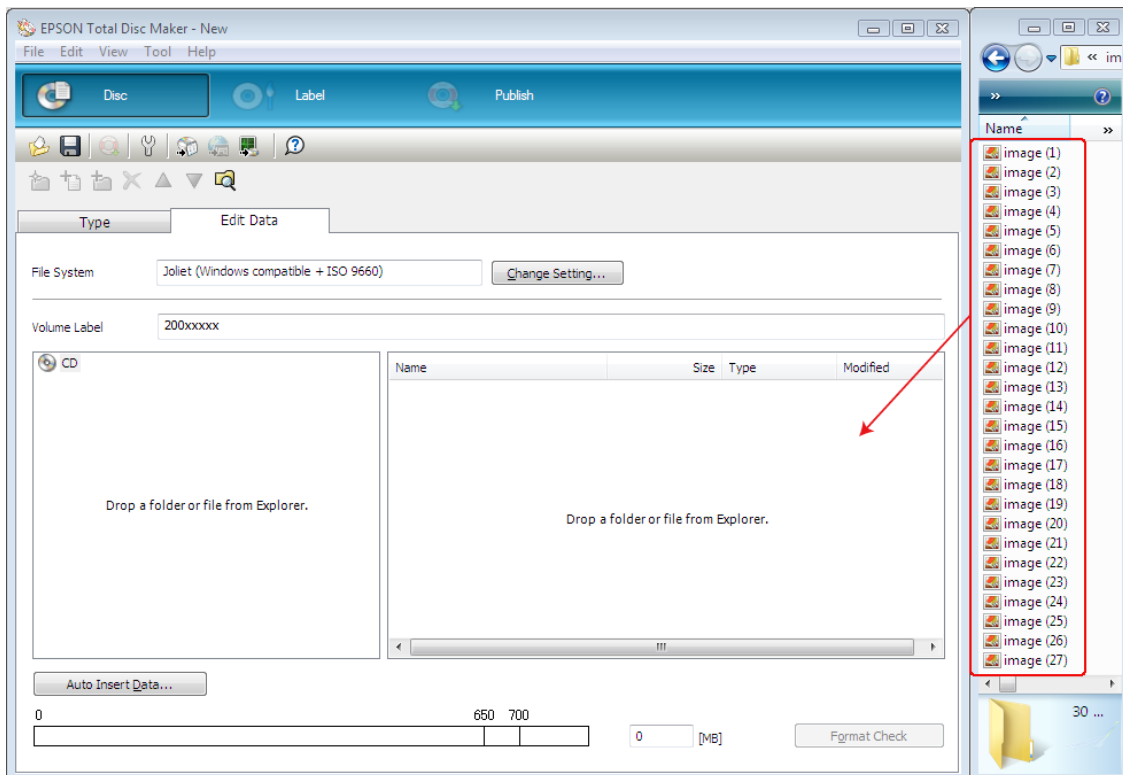 EPSON Total Disc Maker - New
File Edit View Tool Help
Disc Label Publish
Type Edit Data
File System Joliet (Windows compatible + ISO 9660) Change Setting...
Volume Label 200xxxxx
CD
Drop a folder or file from Explorer.
Name Size Type Modified
Drop a folder or file from Explorer.
Auto Insert Data...
0 650 700
0 [MB] Format Check
« im
»
Name »
image (1)
image (2)
image (3)
image (4)
image (5)
image (6)
image (7)
image (8)
image (9)
image (10)
image (11)
image (12)
image (13)
image (14)
image (15)
image (16)
image (17)
image (18)
image (19)
image (20)
image (21)
image (22)
image (23)
image (24)
image (25)
image (26)
image (27)
30 ...